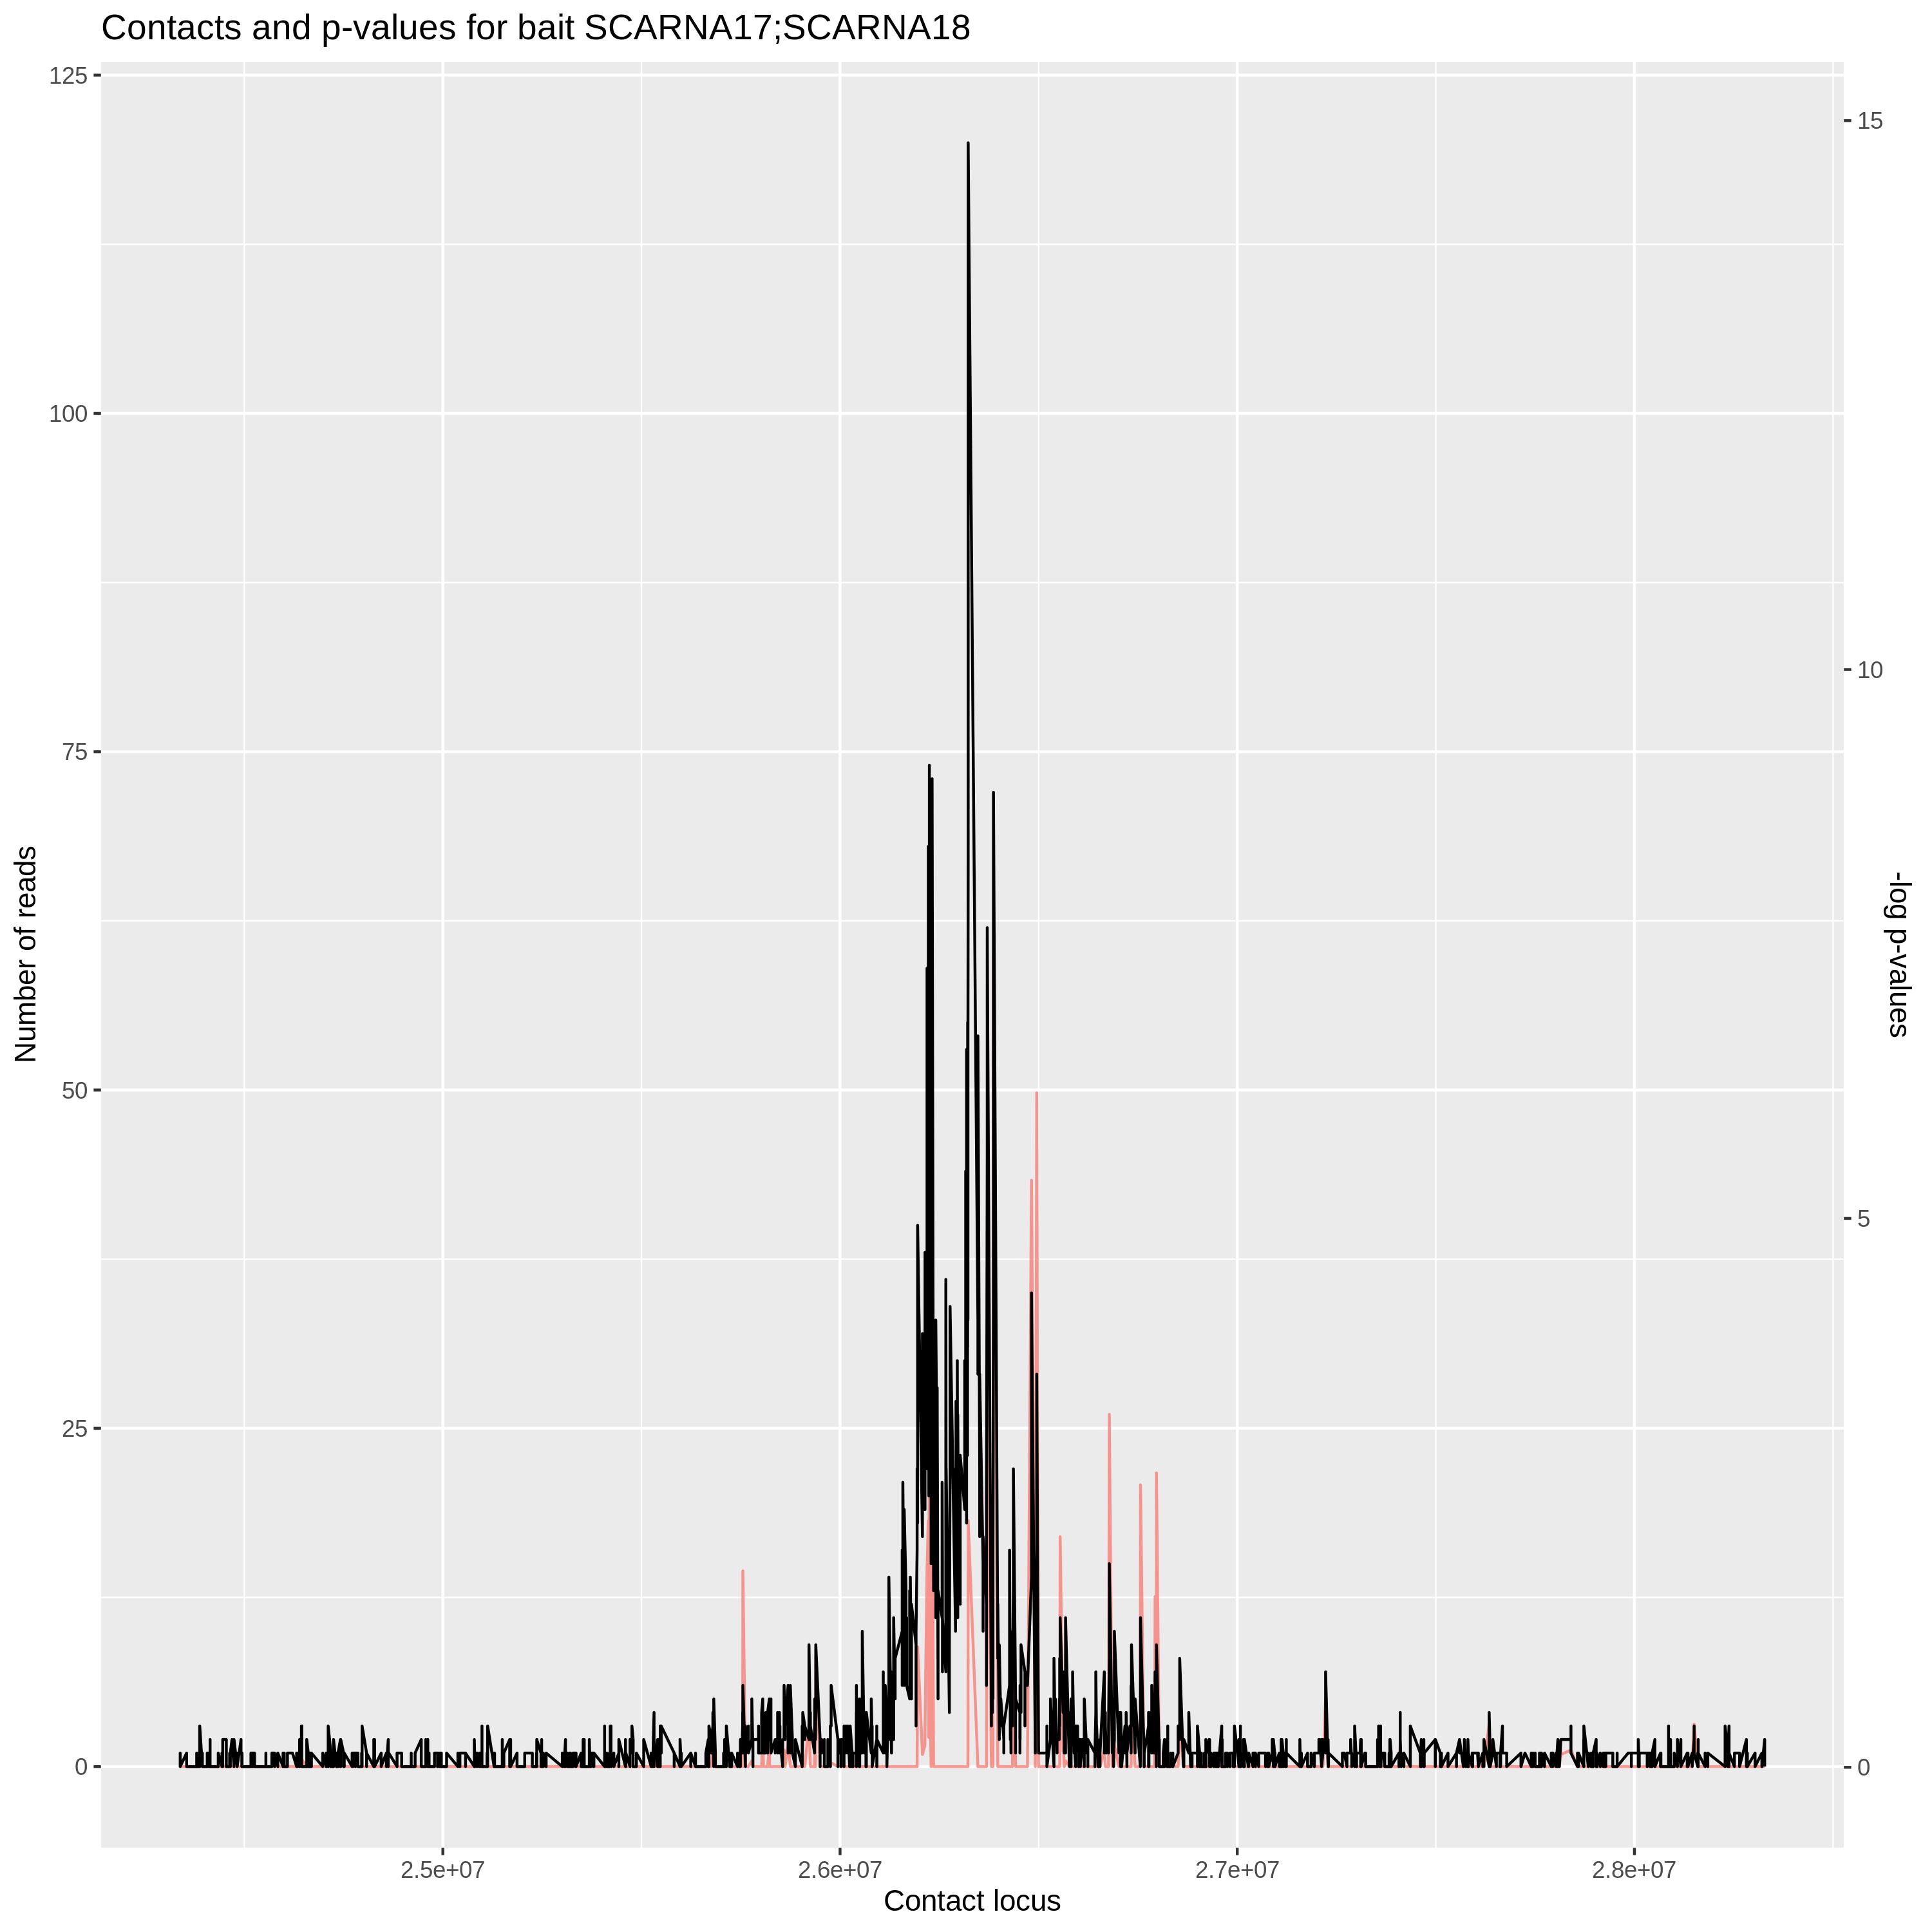 Contacts and p-values for bait SCARNA17;SCARNA18
125
100
75
50
25
0
Number of reads
15
10
5
0
-log p-values
2.5e+07
2.6e+07
2.7e+07
2.8e+07
Contact locus